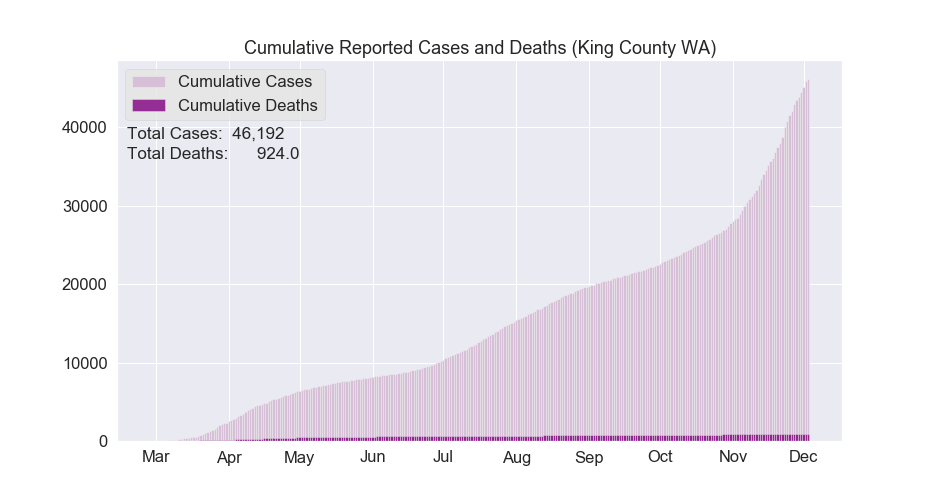 Cumulative Reported Cases and Deaths (King County WA)
Cumulative Cases
Cumulative Deaths
Total Cases: 46,192
Total Deaths: 924.0
40000
30000
20000
10000
0
Mar Apr May Jun Jul Aug Sep Oct Nov Dec